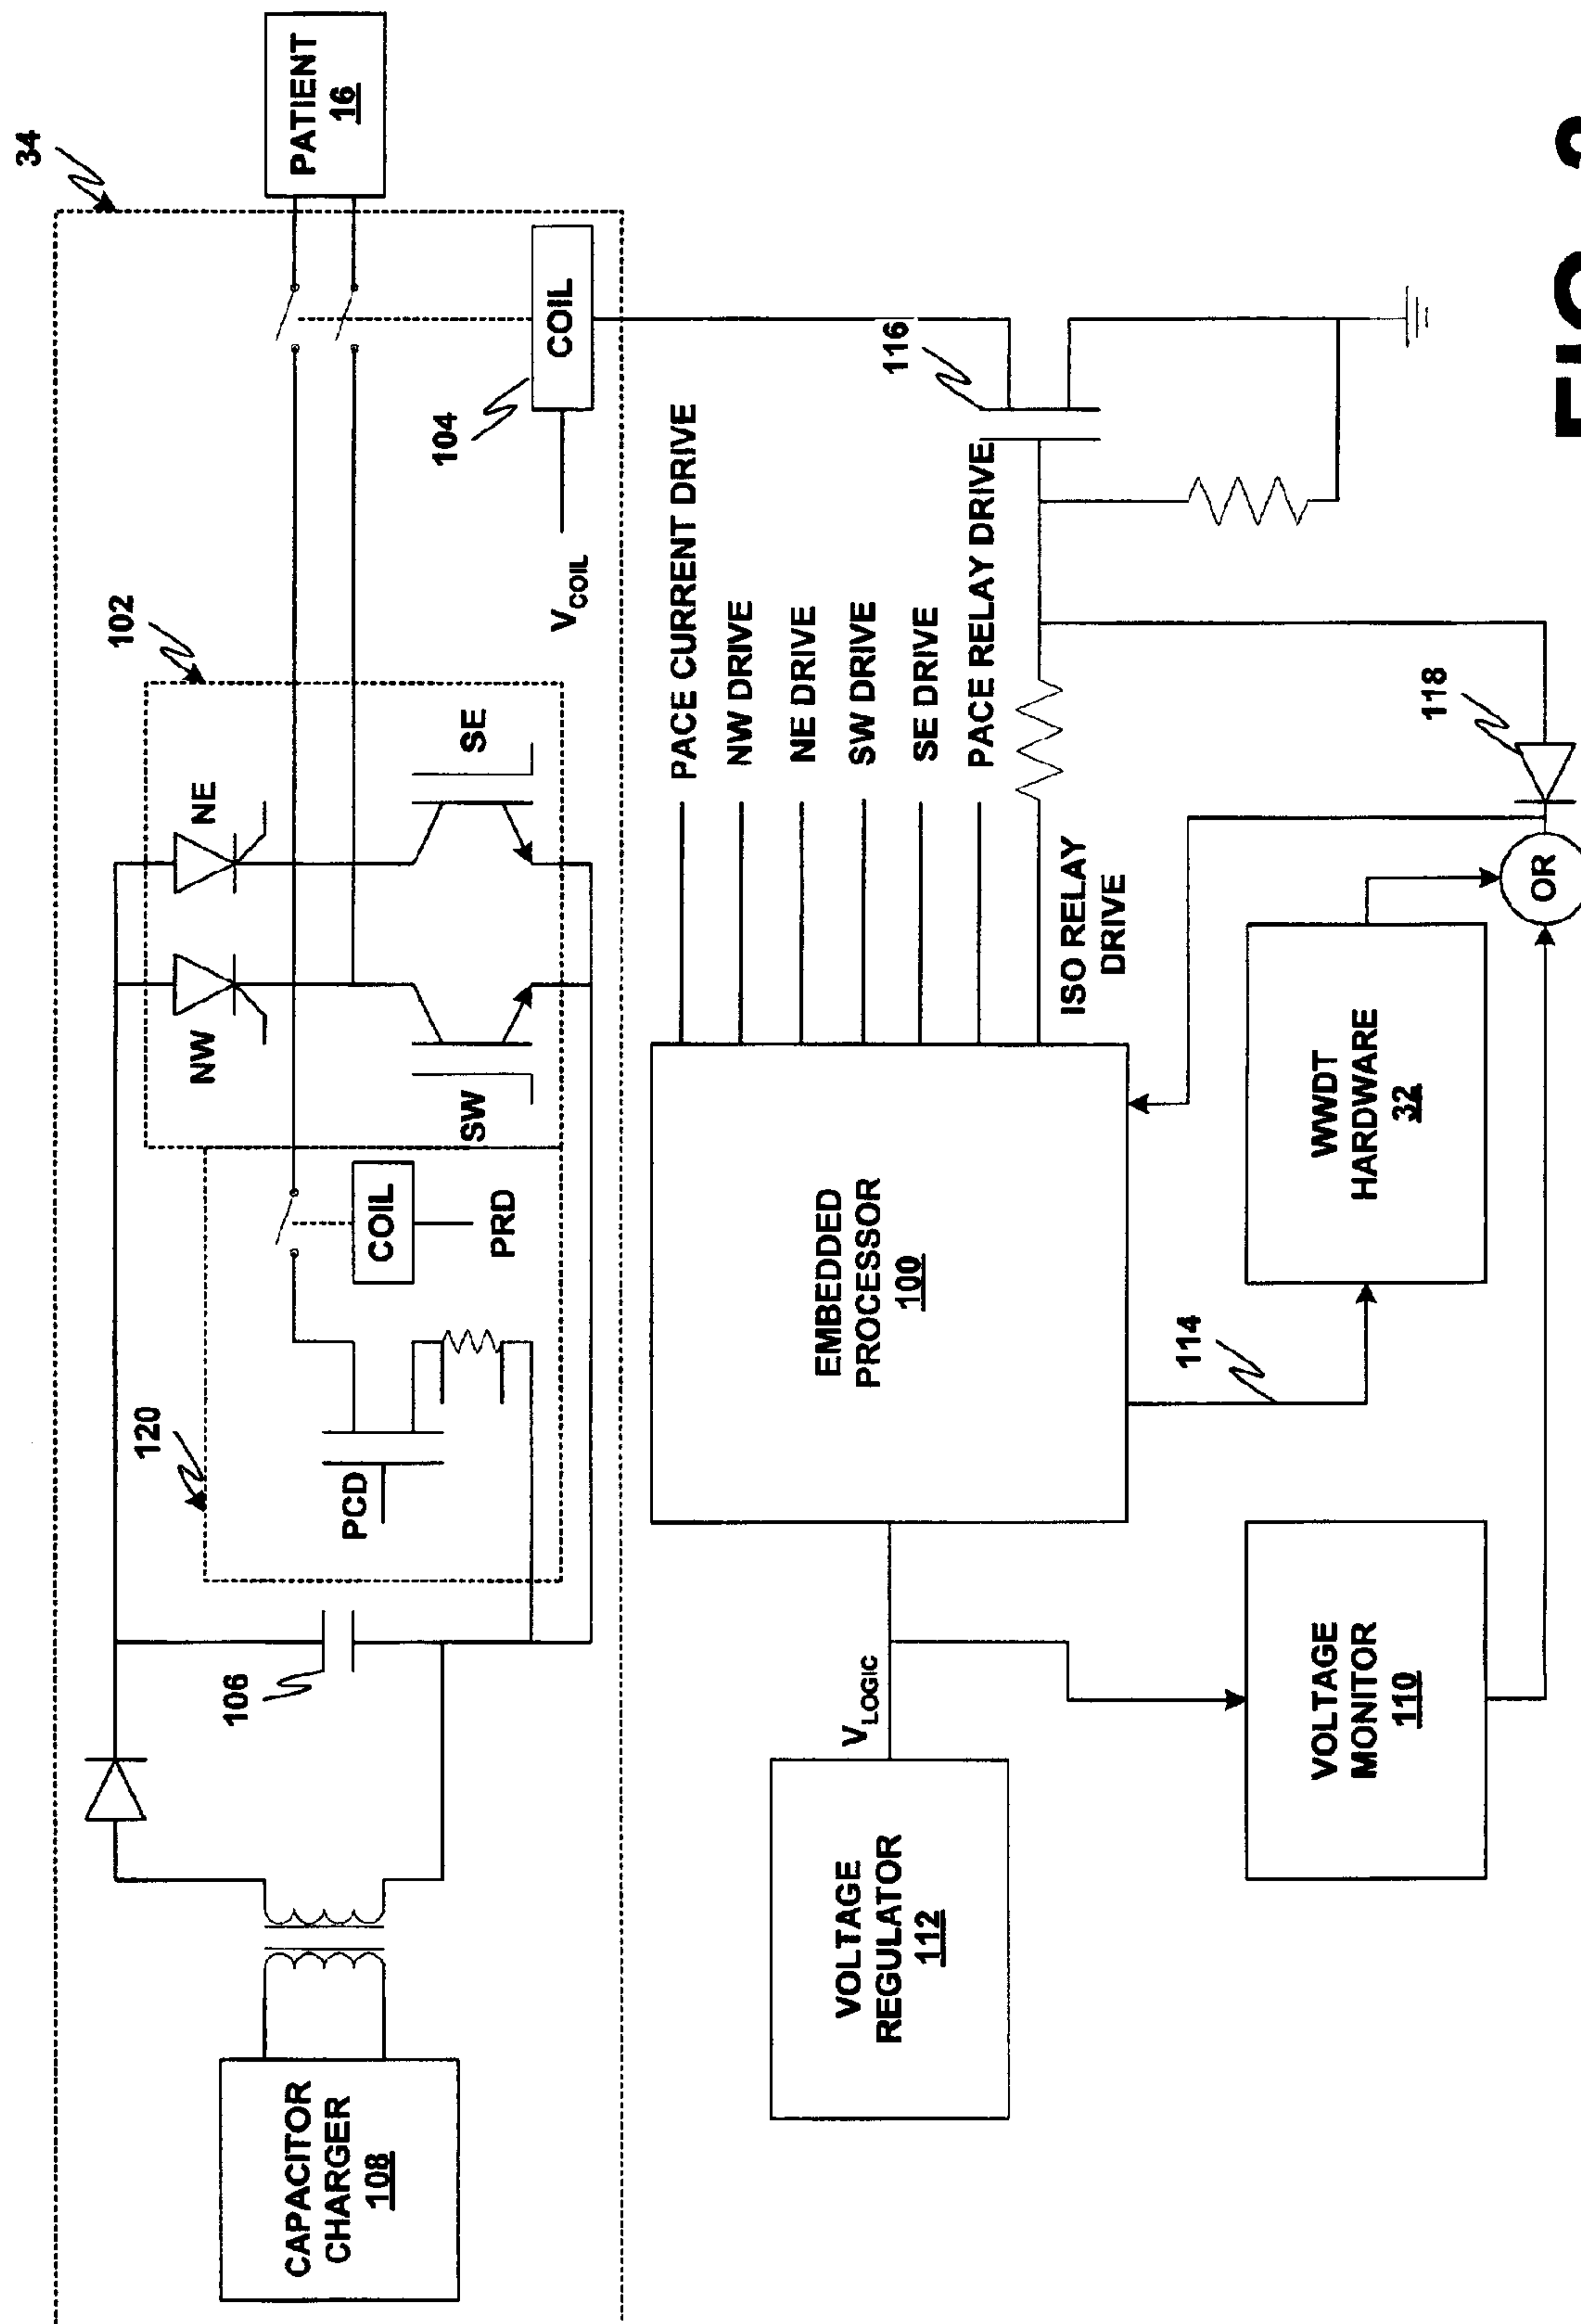 34
120
102
CAPACITOR
CHARGER
108
106
PCD
COIL
PRD
NW
NE
SW
SE
PATIENT
16
104
COIL
VCOIL
VOLTAGE
REGULATOR
112
VLOGIC
EMBEDDED
PROCESSOR
100
PACE CURRENT DRIVE
NW DRIVE
NE DRIVE
SW DRIVE
SE DRIVE
PACE RELAY DRIVE
ISO RELAY
DRIVE
116
114
118
VOLTAGE
MONITOR
110
WWDT
HARDWARE
32
OR
FIG